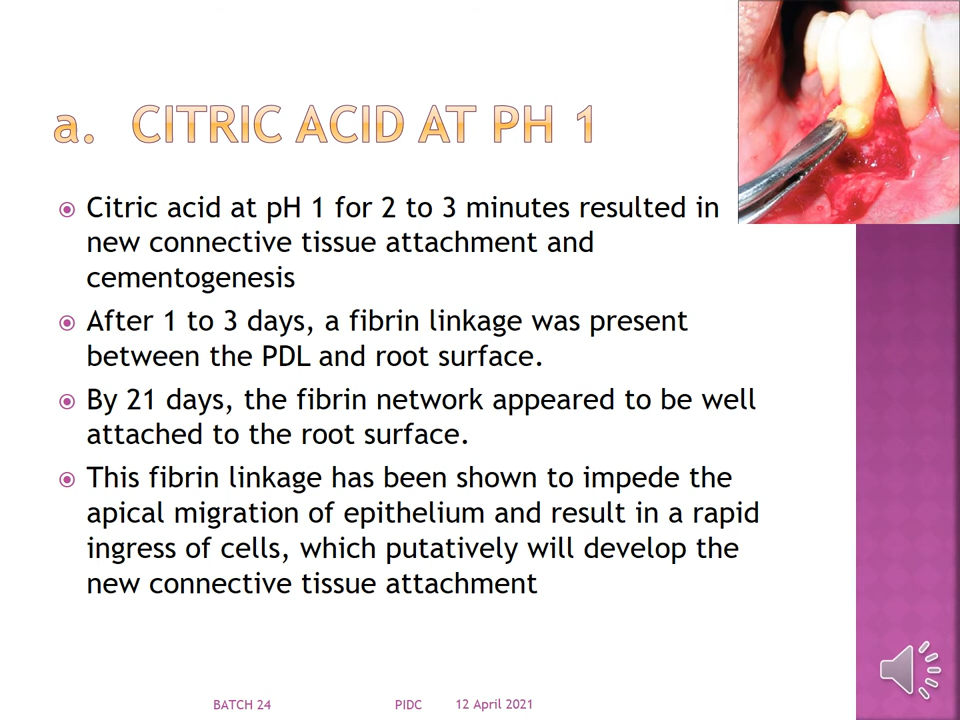 a. CITRIC ACID AT PH 1
Citric acid at pH 1 for 2 to 3 minutes resulted in
new connective tissue attachment and
cementogenesis
After 1 to 3 days, a fibrin linkage was present
between the PDL and root surface.
By 21 days, the fibrin network appeared to be well
attached to the root surface.
This fibrin linkage has been shown to impede the
apical migration of epithelium and result in a rapid
ingress of cells, which putatively will develop the
new connective tissue attachment
BATCH 24 PIDC 12 April 2021